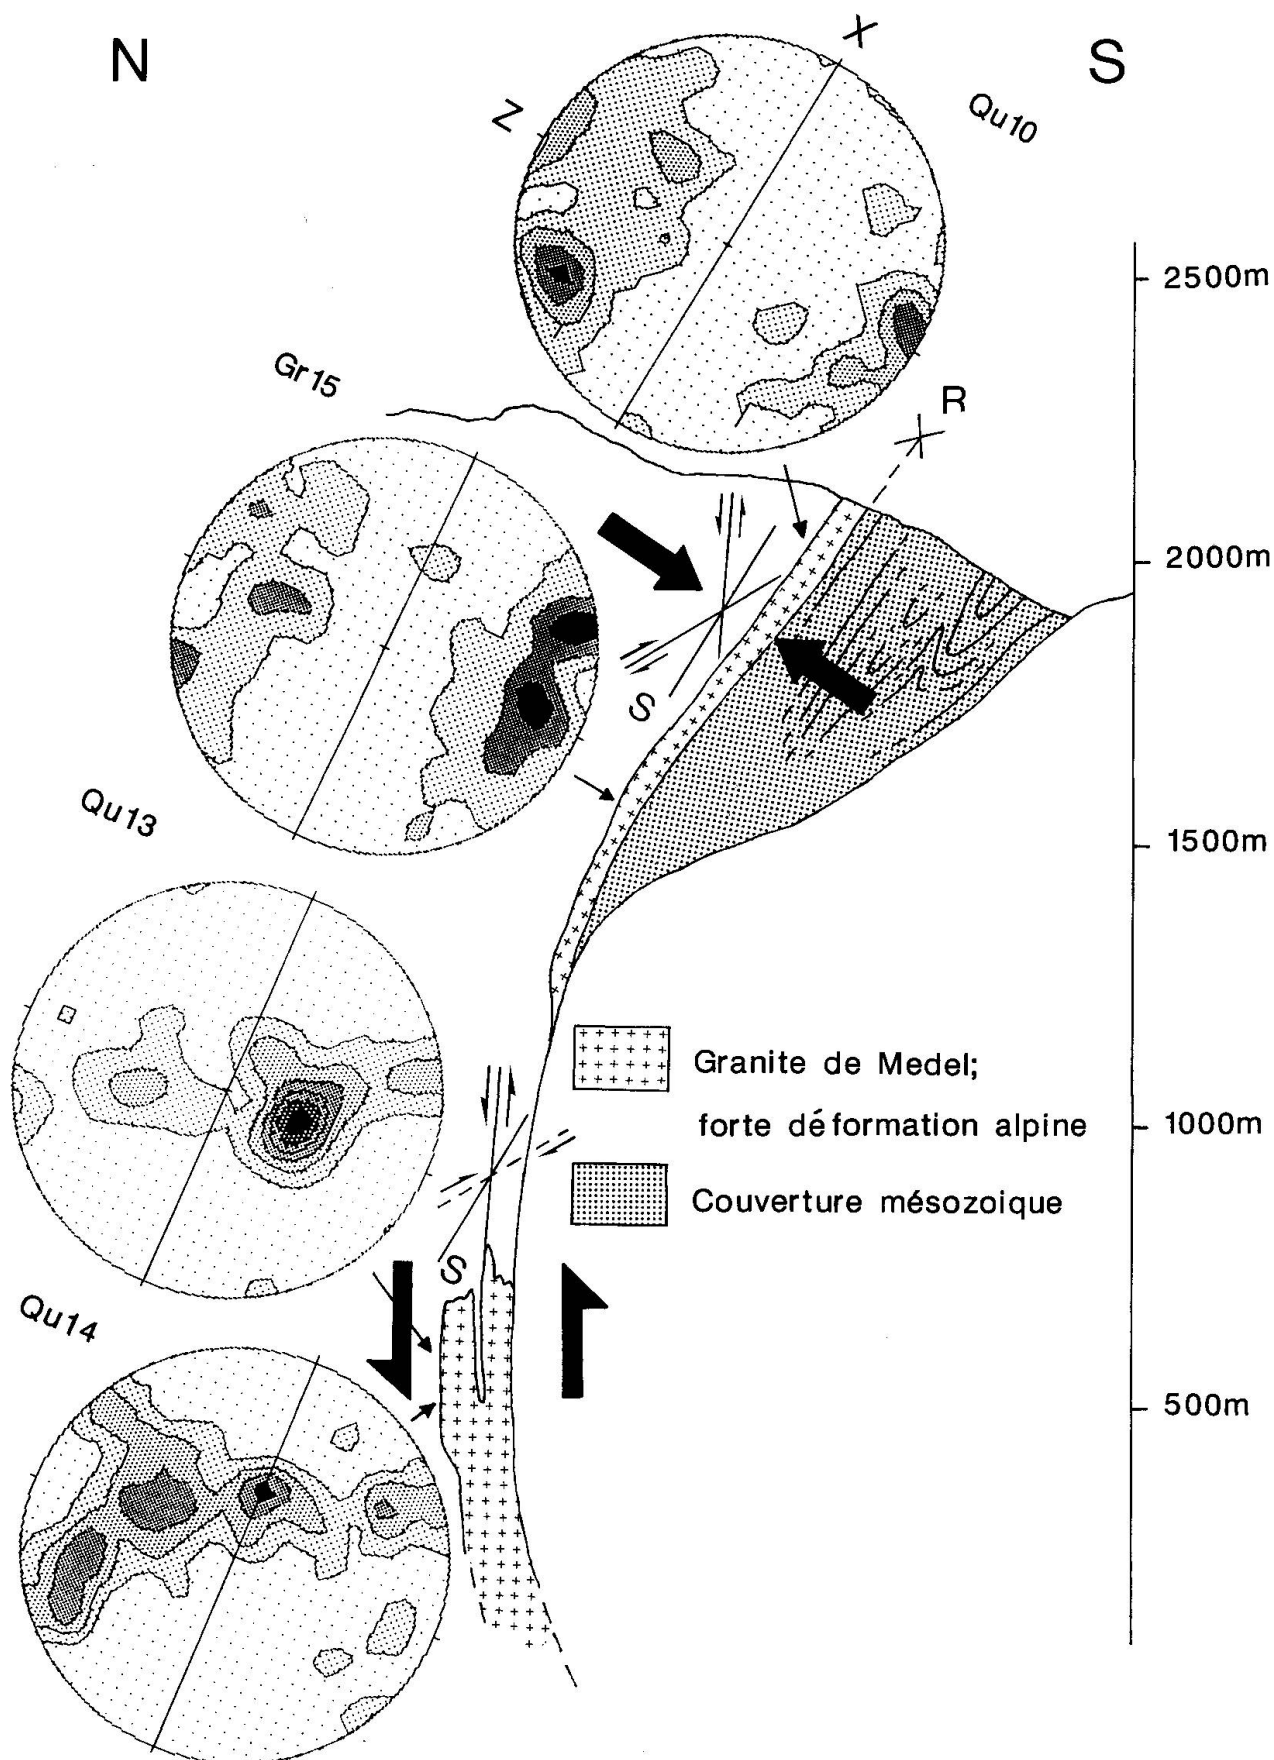 N
X
S
Z
Qu10
2500m
Gr15
R
2000m
S
Qu13
1500m
Granite de Medel;
forte déformation alpine
1000m
Couverture mésozoique
S
Qu14
500m